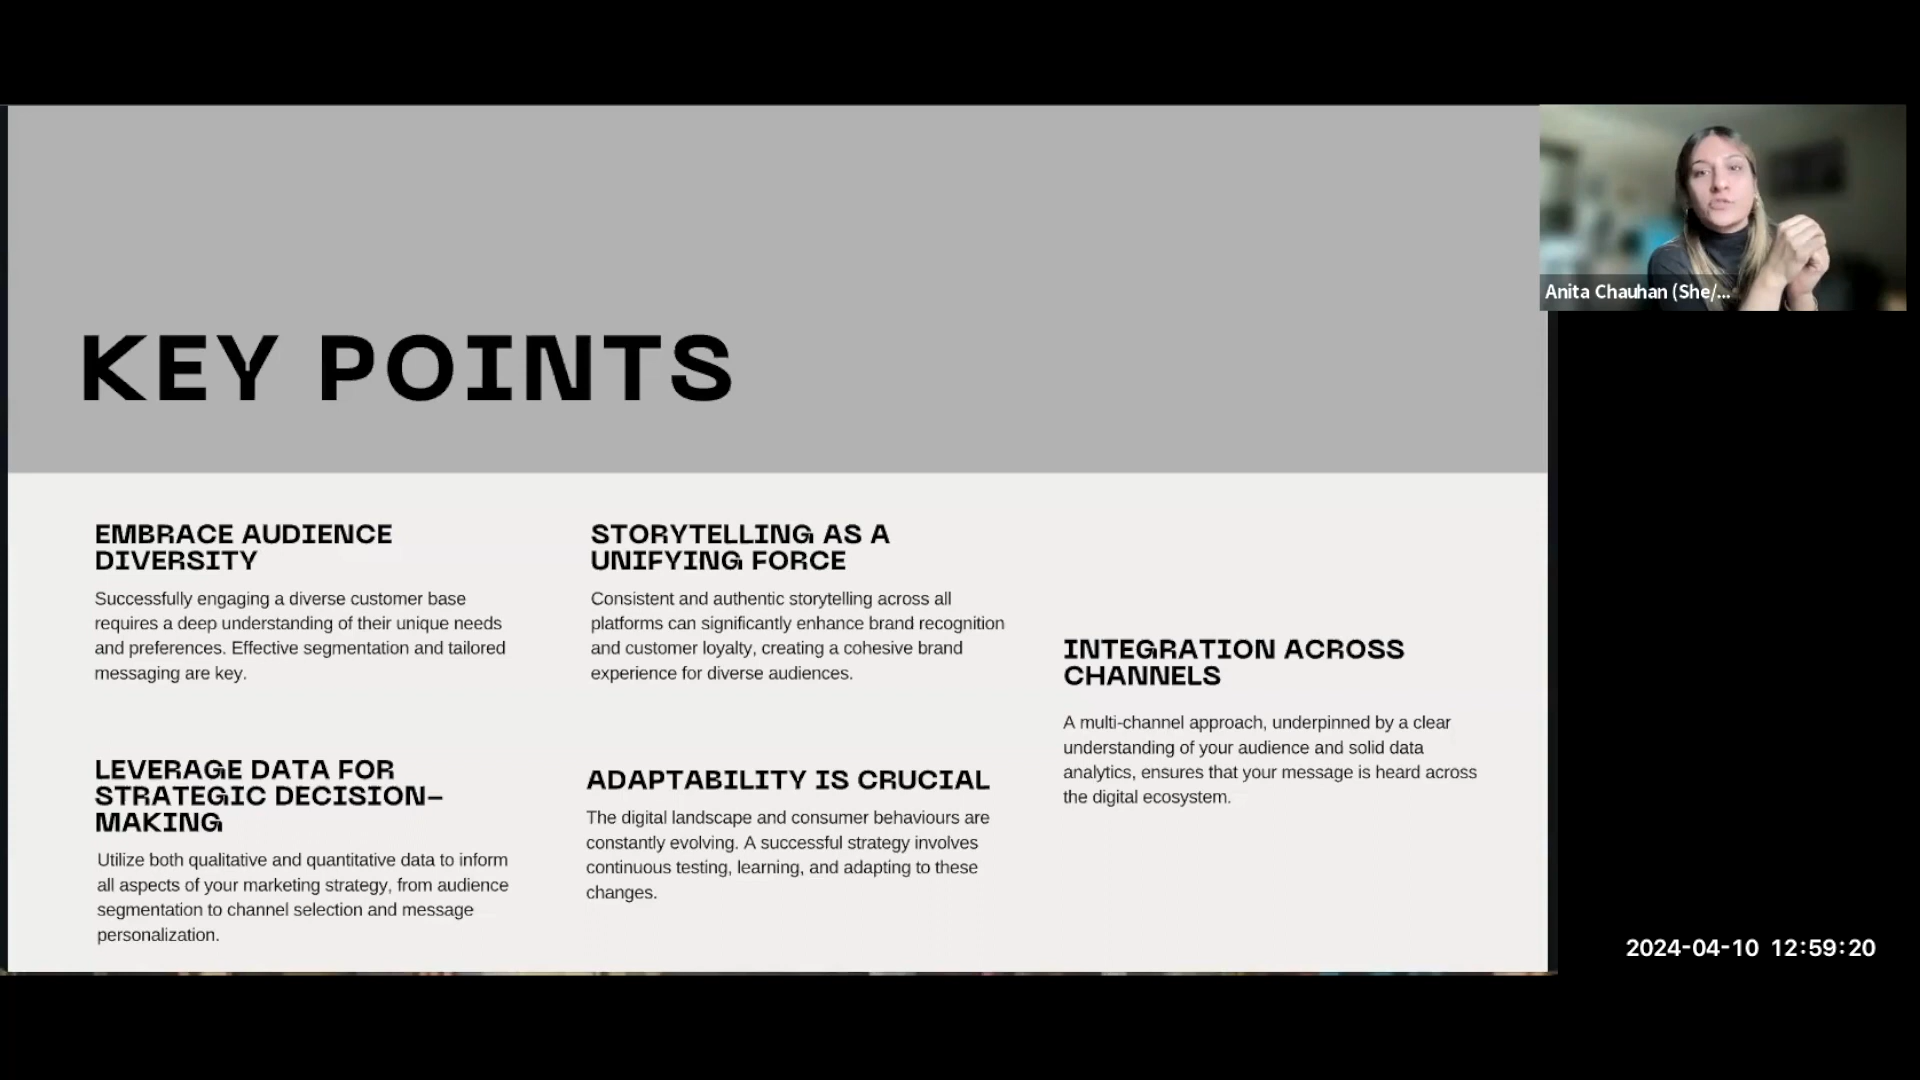 KEY POINTS
EMBRACE AUDIENCE
DIVERSITY
Successfully engaging a diverse customer base
requires a deep understanding of their unique needs
and preferences. Effective segmentation and tailored
messaging are key.
LEVERAGE DATA FOR
STRATEGIC DECISION-
MAKING
Utilize both qualitative and quantitative data to inform
all aspects of your marketing strategy, from audience
segmentation to channel selection and message
personalization.
STORYTELLING AS A
UNIFYING FORCE
Consistent and authentic storytelling across all
platforms can significantly enhance brand recognition
and customer loyalty, creating a cohesive brand
experience for diverse audiences.
ADAPTABILITY IS CRUCIAL
The digital landscape and consumer behaviours are
constantly evolving. A successful strategy involves
continuous testing, learning, and adapting to these
changes.
INTEGRATION ACROSS
CHANNELS
A multi-channel approach, underpinned by a clear
understanding of your audience and solid data
analytics, ensures that your message is heard across
the digital ecosystem.
Anita Chauhan (She/...
2024-04-10 12:59:20